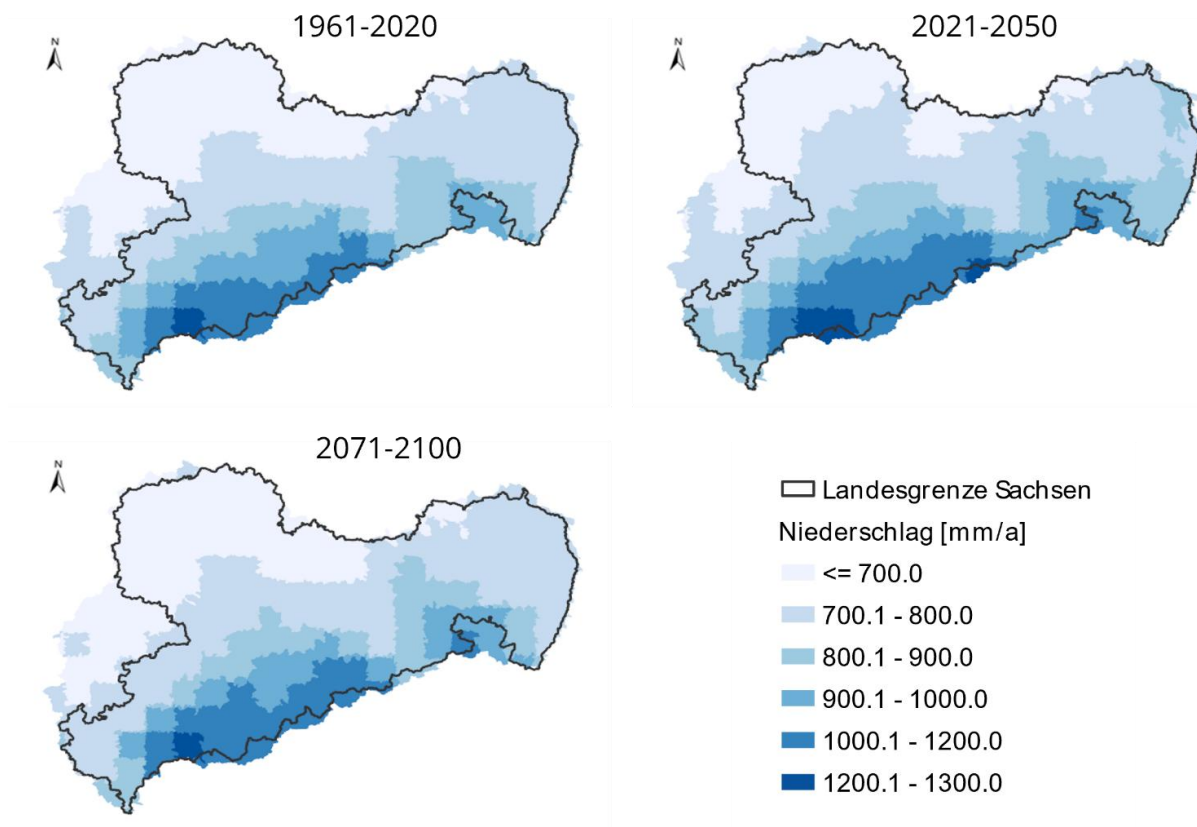 1961-2020
2021-2050
N
N
2071-2100
N
Landesgrenze Sachsen
Niederschlag [mm/a]
<= 700.0
700.1 - 800.0
800.1 - 900.0
900.1 - 1000.0
1000.1 - 1200.0
1200.1 - 1300.0